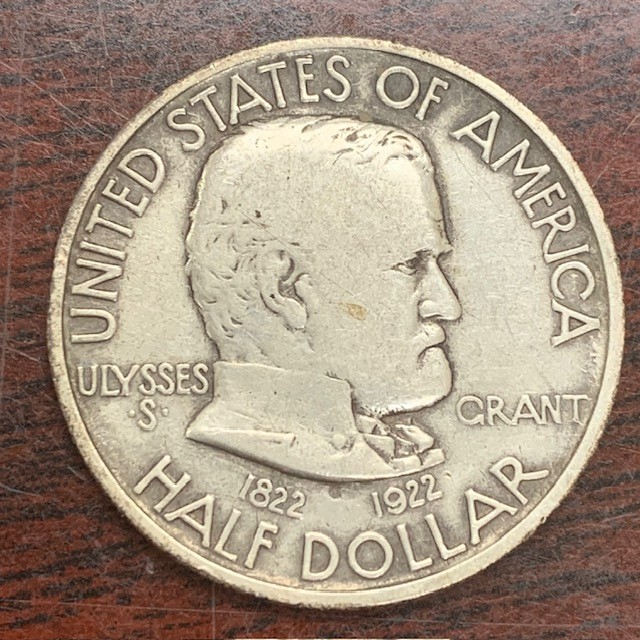 UNITED STATES OF AMERICA
ULYSSES
·S·
GRANT
1822 1922
HALF DOLLAR